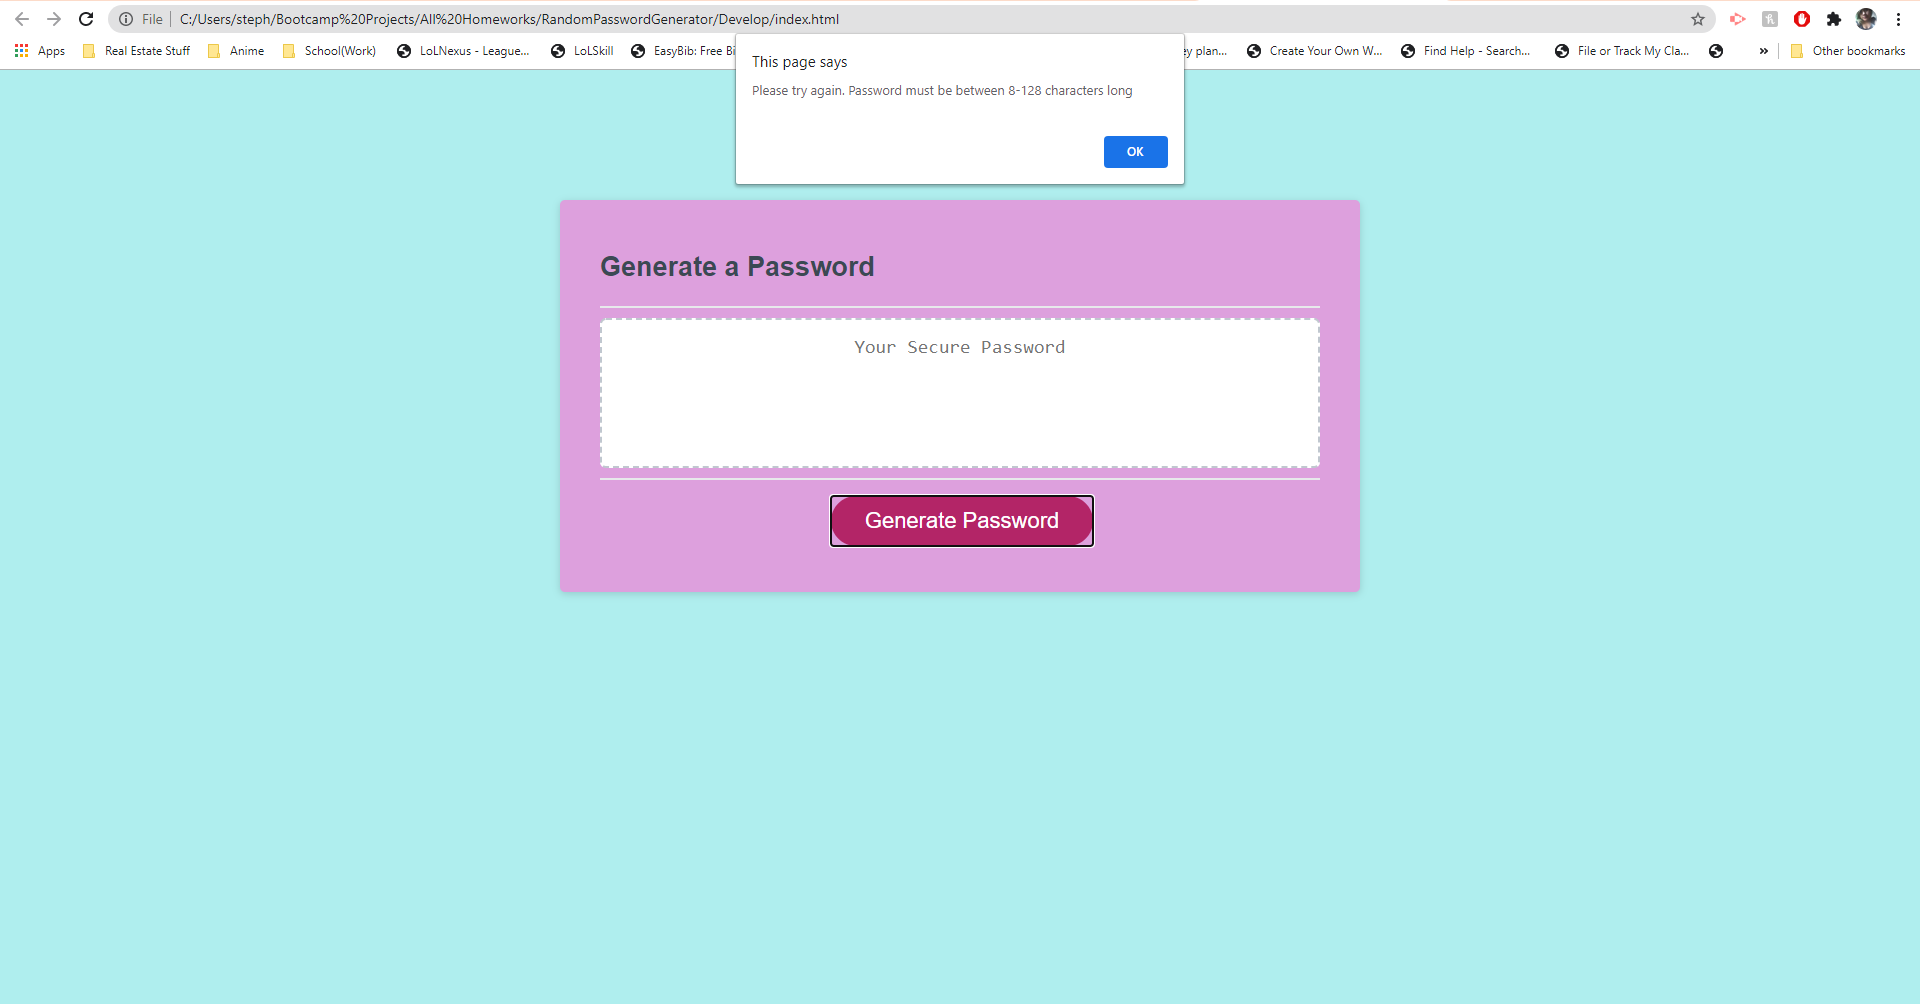 File C:/Users/steph/Bootcamp%20Projects/All%20Homeworks/RandomPasswordGenerator/Develop/index.html
Apps Real Estate Stuff Anime School(Work) LoLNexus - League... LoLSkill EasyBib: Free Bi ey plan... Create Your Own W... Find Help - Search... File or Track My Cla... » Other bookmarks
This page says
Please try again. Password must be between 8-128 characters long
OK
Generate a Password
Your Secure Password
Generate Password